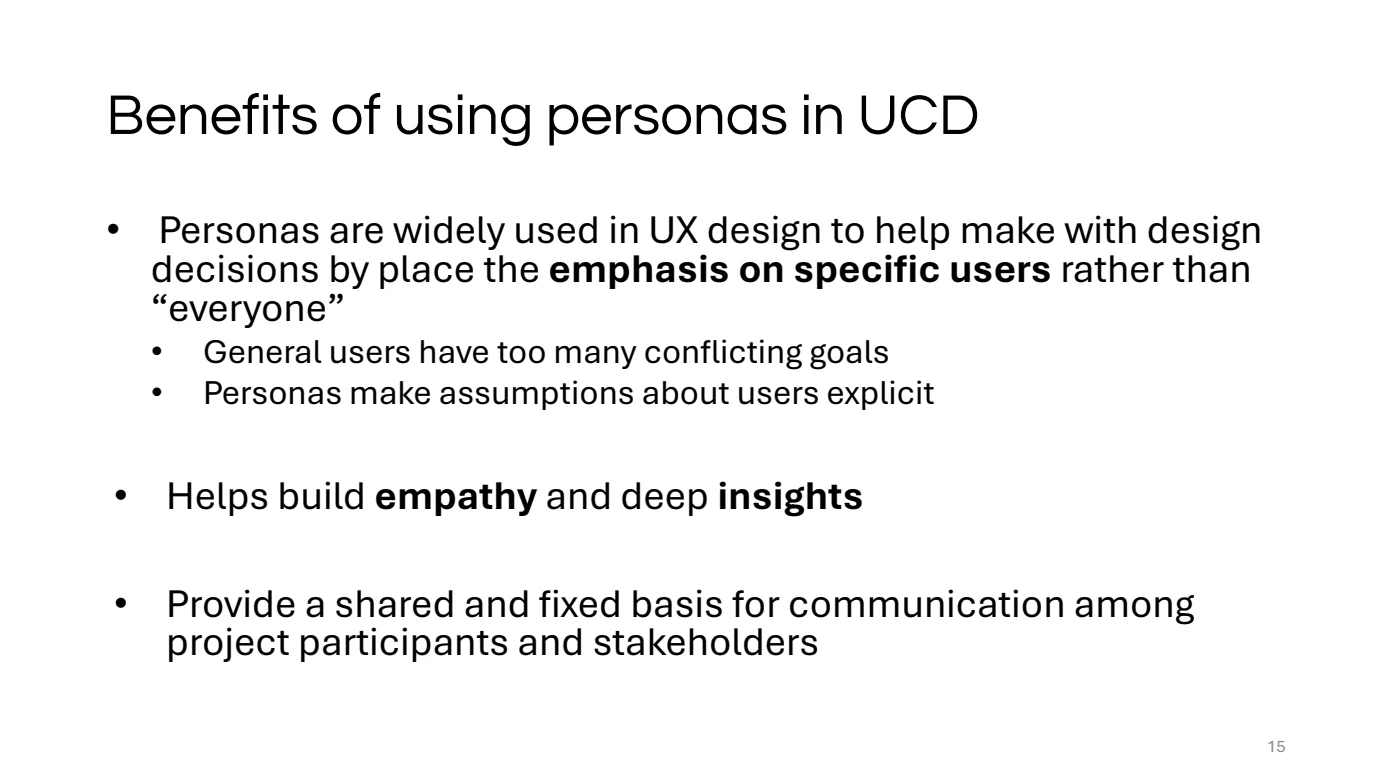 Benefits of using personas in UCD
• Personas are widely used in UX design to help make with design
decisions by place the emphasis on specific users rather than
“everyone”
• General users have too many conflicting goals
• Personas make assumptions about users explicit
• Helps build empathy and deep insights
• Provide a shared and fixed basis for communication among
project participants and stakeholders
15